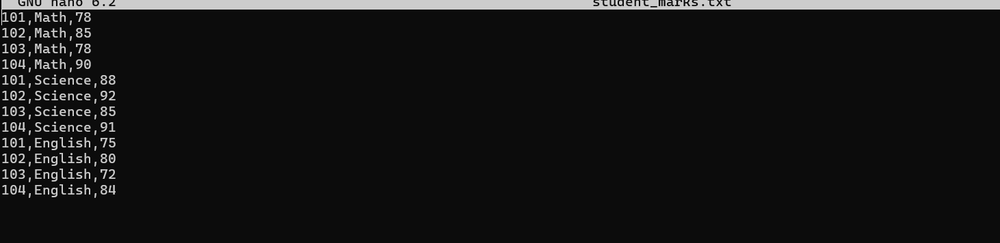 GNU nano 6.2 student_marks.txt
101,Math,78
102,Math,85
103,Math,78
104,Math,90
101,Science,88
102,Science,92
103,Science,85
104,Science,91
101,English,75
102,English,80
103,English,72
104,English,84